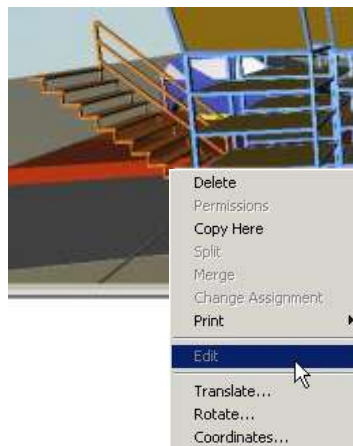 Delete
Permissions
Copy Here
Split
Merge
Change Assignment
Print
Edit
Translate...
Rotate...
Coordinates...